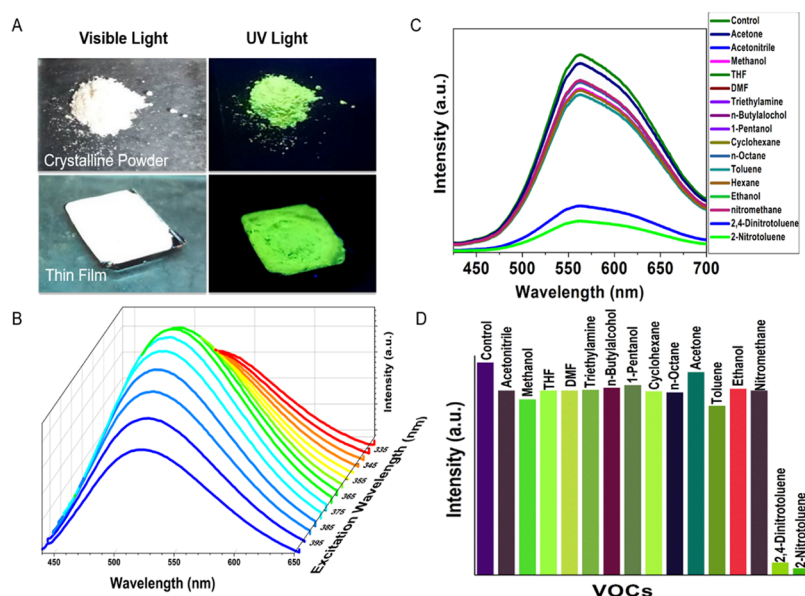 A
Visible Light
UV Light
Crystalline Powder
Thin Film
B
Intensity (a.u.)
335
345
355
365
375
385
395
Excitation Wavelength (nm)
450
500
550
600
650
Wavelength (nm)
C
Intensity (a.u.)
450
500
550
600
650
700
Wavelength (nm)
Control
Acetone
Acetonitrile
Methanol
THF
DMF
Triethylamine
n-Butylalochol
1-Pentanol
Cyclohexane
n-Octane
Toluene
Hexane
Ethanol
nitromethane
2,4-Dinitrotoluene
2-Nitrotoluene
D
Intensity (a.u.)
Control
Acetonitrile
Methanol
THF
DMF
Triethylamine
n-Butylalcohol
1-Pentanol
Cyclohexane
n-Octane
Acetone
Toluene
Ethanol
Nitromethane
2,4-Dinitrotoluene
2-Nitrotoluene
VOCs